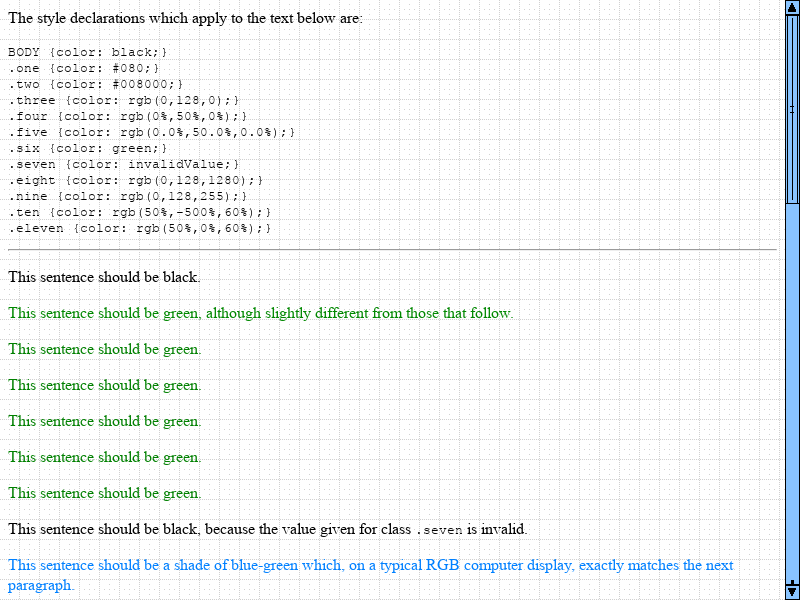 The style declarations which apply to the text below are:
BODY {color: black;}
.one {color: #080;}
.two {color: #008000;}
.three {color: rgb(0,128,0);}
.four {color: rgb(0%,50%,0%);}
.five {color: rgb(0.0%,50.0%,0.0%);}
.six {color: green;}
.seven {color: invalidValue;}
.eight {color: rgb(0,128,1280);}
.nine {color: rgb(0,128,255);}
.ten {color: rgb(50%,-500%,60%);}
.eleven {color: rgb(50%,0%,60%);}
This sentence should be black.
This sentence should be green, although slightly different from those that follow.
This sentence should be green.
This sentence should be green.
This sentence should be green.
This sentence should be green.
This sentence should be green.
This sentence should be black, because the value given for class .seven is invalid.
This sentence should be a shade of blue-green which, on a typical RGB computer display, exactly matches the next
paragraph.